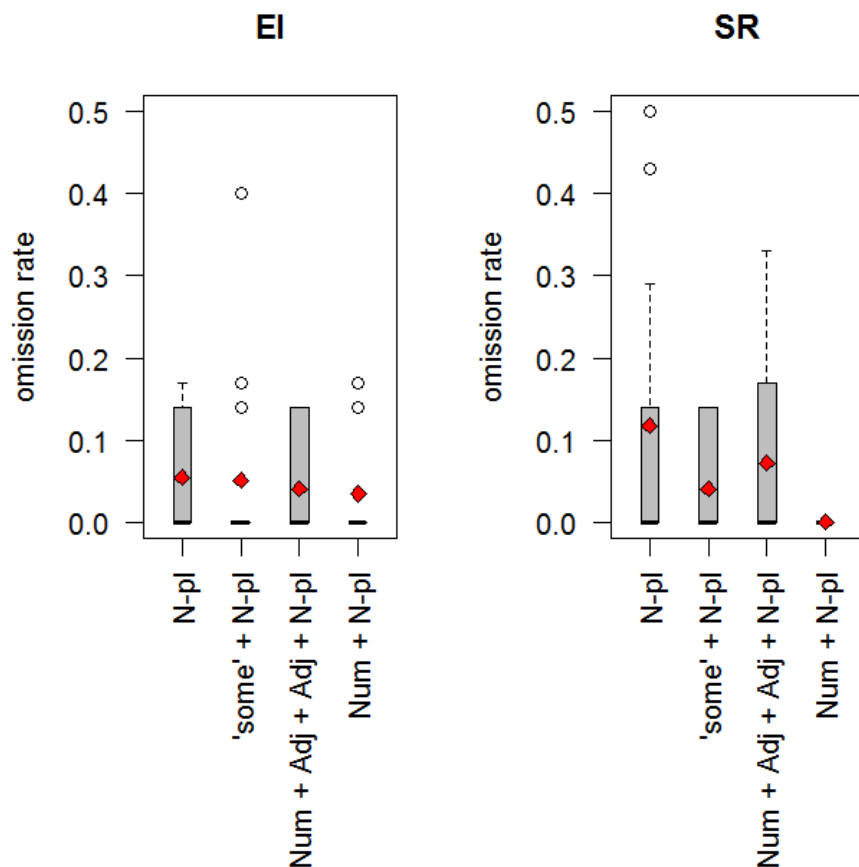 EI
omission rate
0.5
0.4
0.3
0.2
0.1
0.0
N-pl
'some' + N-pl
Num + Adj + Adj + N-pl
Num + N-pl
SR
omission rate
0.5
0.4
0.3
0.2
0.1
0.0
N-pl
'some' + N-pl
Num + Adj + Adj + N-pl
Num + N-pl